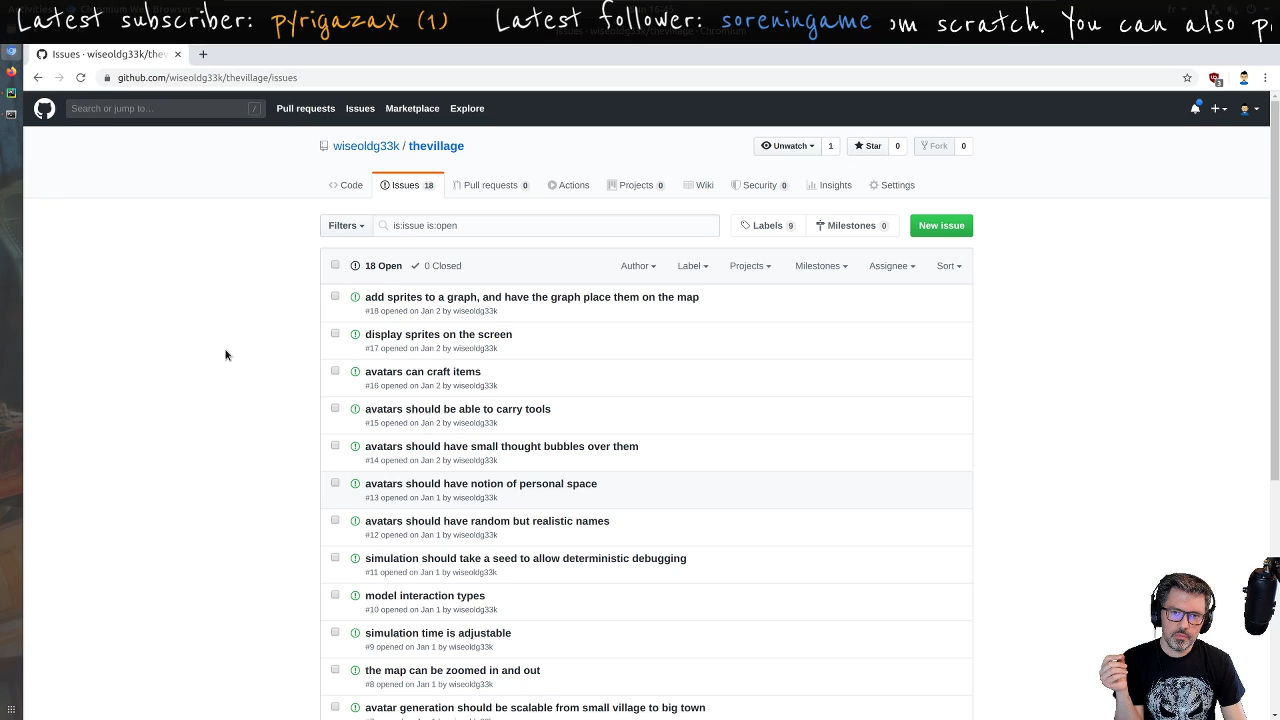 Latest subscriber: pyrigazax (1) Latest follower: soreningame om scratch. You can also p
Issues · wiseoldg33k/thev
github.com/wiseoldg33k/thevillage/issues
Search or jump to… /
Pull requests Issues Marketplace Explore
wiseoldg33k / thevillage
Unwatch 1 Star 0 Fork 0
Code Issues 18 Pull requests 0 Actions Projects 0 Wiki Security 0 Insights Settings
Filters is:issue is:open Labels 9 Milestones 0 New issue
18 Open 0 Closed Author Label Projects Milestones Assignee Sort
add sprites to a graph, and have the graph place them on the map
#18 opened on Jan 2 by wiseoldg33k
display sprites on the screen
#17 opened on Jan 2 by wiseoldg33k
avatars can craft items
#16 opened on Jan 2 by wiseoldg33k
avatars should be able to carry tools
#15 opened on Jan 2 by wiseoldg33k
avatars should have small thought bubbles over them
#14 opened on Jan 2 by wiseoldg33k
avatars should have notion of personal space
#13 opened on Jan 1 by wiseoldg33k
avatars should have random but realistic names
#12 opened on Jan 1 by wiseoldg33k
simulation should take a seed to allow deterministic debugging
#11 opened on Jan 1 by wiseoldg33k
model interaction types
#10 opened on Jan 1 by wiseoldg33k
simulation time is adjustable
#9 opened on Jan 1 by wiseoldg33k
the map can be zoomed in and out
#8 opened on Jan 1 by wiseoldg33k
avatar generation should be scalable from small village to big town